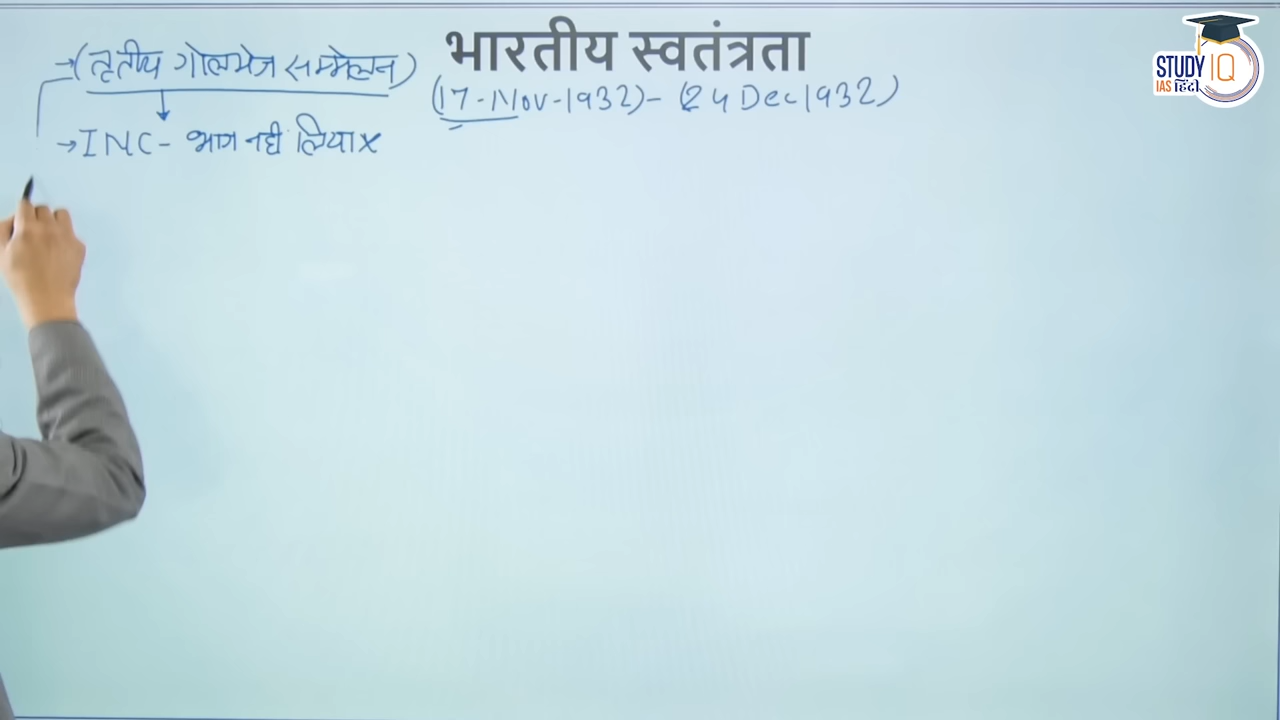 भारतीय स्वतंत्रता
→(तृतीय गोलमेज सम्मेलन) (17-Nov-1932)-(24 Dec 1932)
→INC- भाग नही लिया x
STUDY IQ
IAS हिंदी